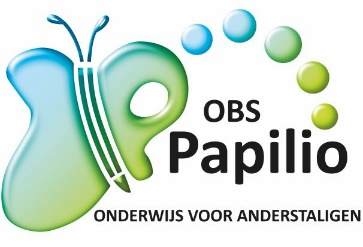 OBS
Papilio
ONDERWIJS VOOR ANDERSTALIGEN